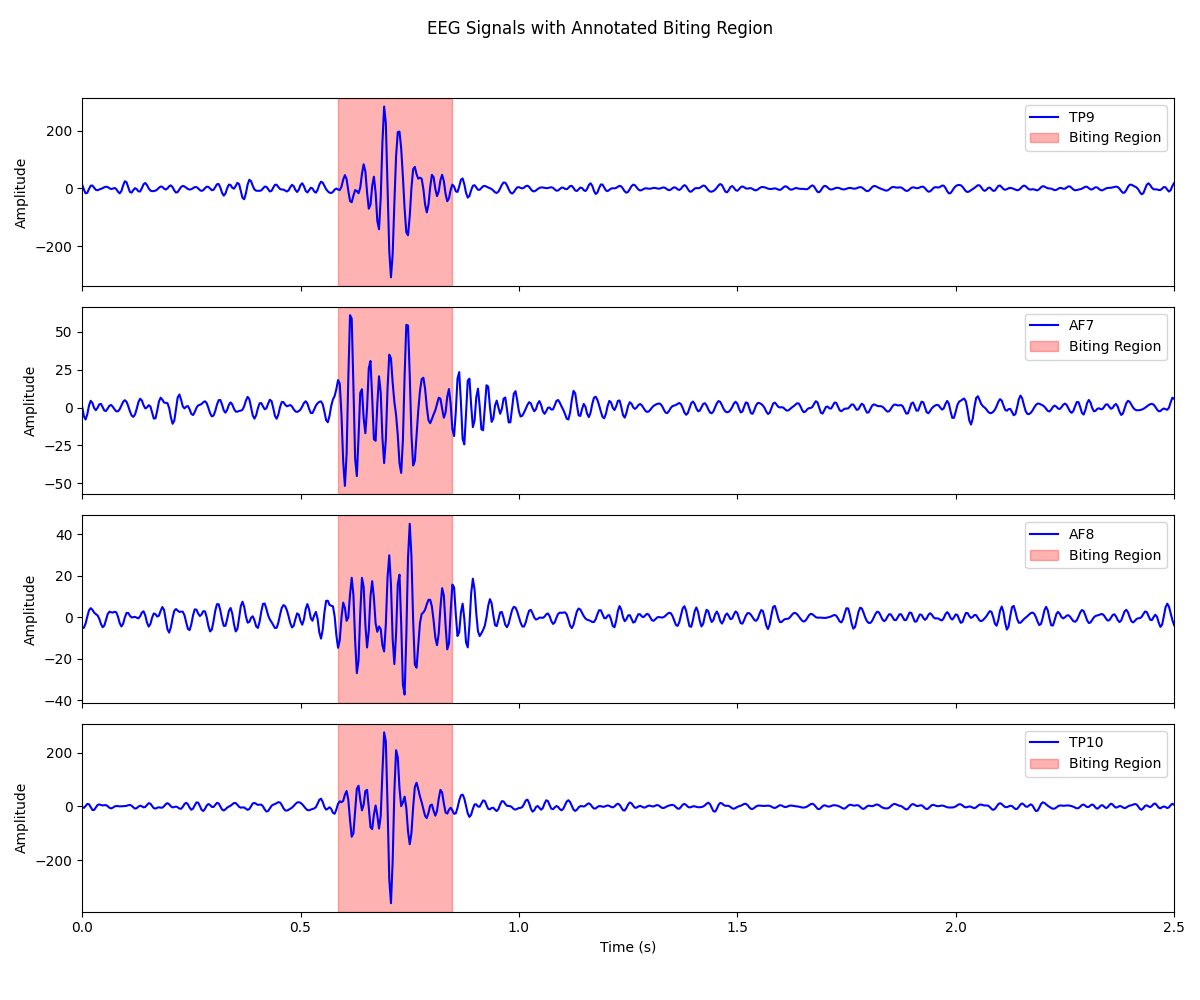 EEG Signals with Annotated Biting Region
Amplitude
200
0
−200
TP9
Biting Region
Amplitude
50
25
0
−25
−50
AF7
Biting Region
Amplitude
40
20
0
−20
−40
AF8
Biting Region
Amplitude
200
0
−200
TP10
Biting Region
0.0 0.5 1.0 1.5 2.0 2.5
Time (s)